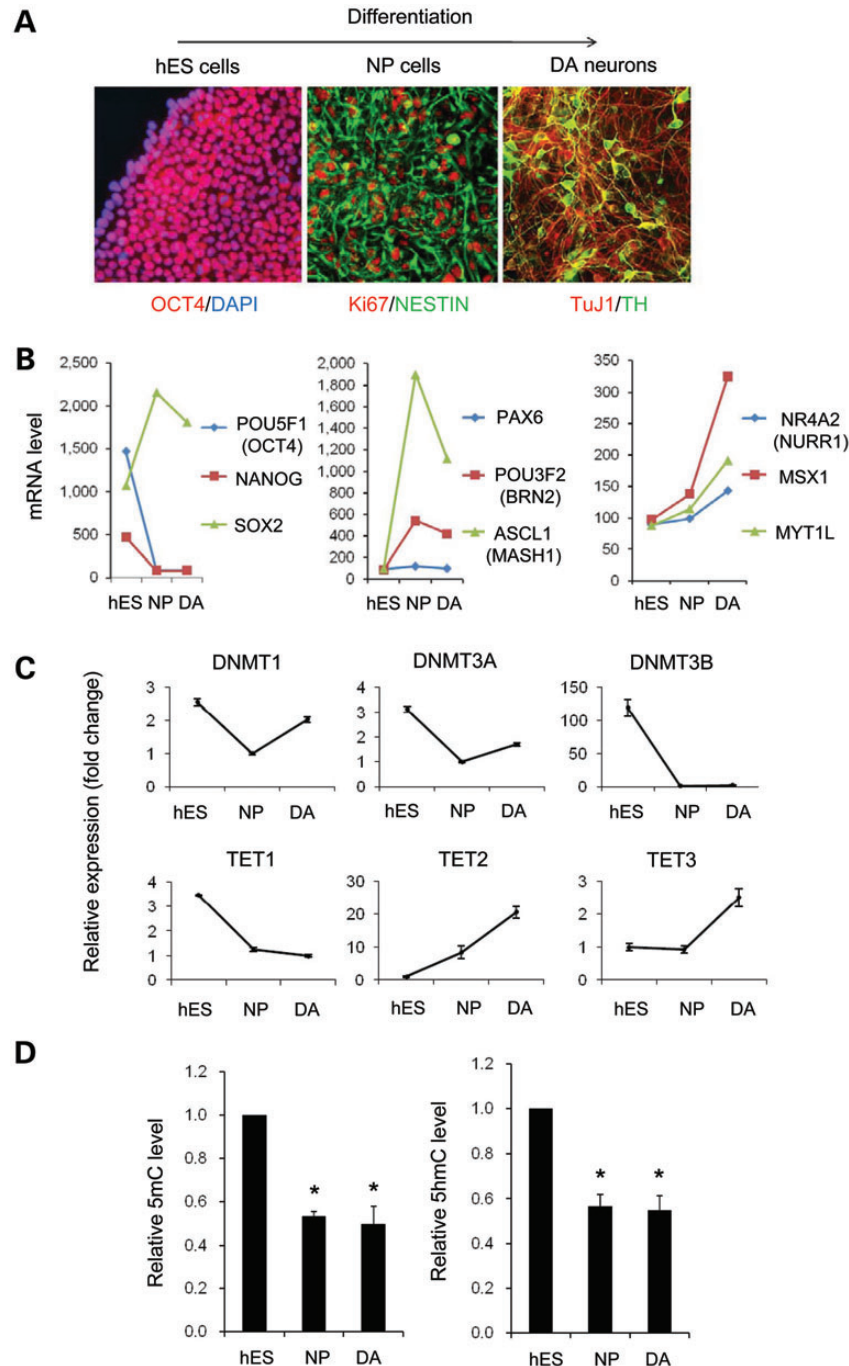 A
Differentiation
hES cells NP cells DA neurons
OCT4/DAPI Ki67/NESTIN TuJ1/TH
B
mRNA level
2,500
2,000
1,500
1,000
500
0
hES NP DA
POU5F1
(OCT4)
NANOG
SOX2
2,000
1,800
1,600
1,400
1,200
1,000
800
600
400
200
0
hES NP DA
PAX6
POU3F2
(BRN2)
ASCL1
(MASH1)
350
300
250
200
150
100
50
0
hES NP DA
NR4A2
(NURR1)
MSX1
MYT1L
C
Relative expression (fold change)
DNMT1
3
2
1
0
hES NP DA
DNMT3A
4
3
2
1
0
hES NP DA
DNMT3B
150
100
50
0
hES NP DA
TET1
4
3
2
1
0
hES NP DA
TET2
30
20
10
0
hES NP DA
TET3
3
2
1
0
hES NP DA
D
Relative 5mC level
1.2
1.0
0.8
0.6
0.4
0.2
0.0
* *
hES NP DA
Relative 5hmC level
1.2
1.0
0.8
0.6
0.4
0.2
0.0
* *
hES NP DA